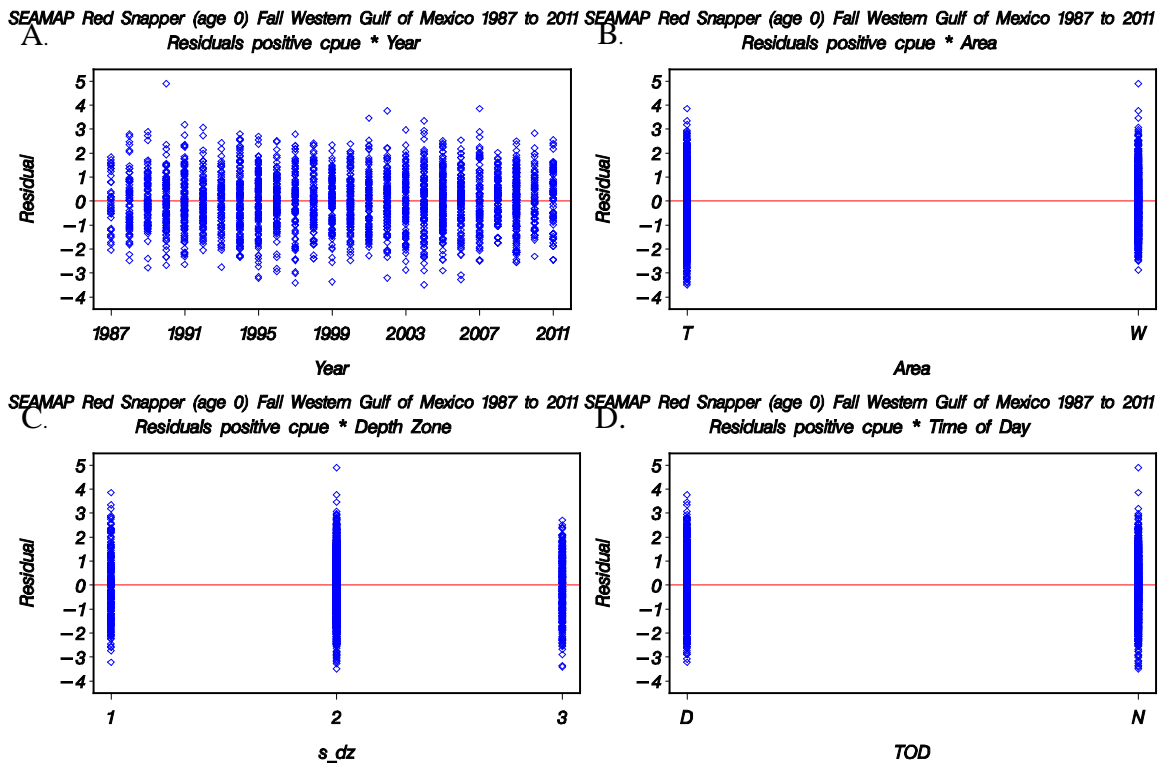 SEAMAP Red Snapper (age 0) Fall Western Gulf of Mexico 1987 to 2011
A.
Residuals positive cpue * Year
5
4
3
2
1
0
−1
−2
−3
−4
Residual
1987 1991 1995 1999 2003 2007 2011
Year
SEAMAP Red Snapper (age 0) Fall Western Gulf of Mexico 1987 to 2011
B.
Residuals positive cpue * Area
5
4
3
2
1
0
−1
−2
−3
−4
Residual
T W
Area
SEAMAP Red Snapper (age 0) Fall Western Gulf of Mexico 1987 to 2011
C.
Residuals positive cpue * Depth Zone
5
4
3
2
1
0
−1
−2
−3
−4
Residual
1 2 3
s_dz
SEAMAP Red Snapper (age 0) Fall Western Gulf of Mexico 1987 to 2011
D.
Residuals positive cpue * Time of Day
5
4
3
2
1
0
−1
−2
−3
−4
Residual
D N
TOD